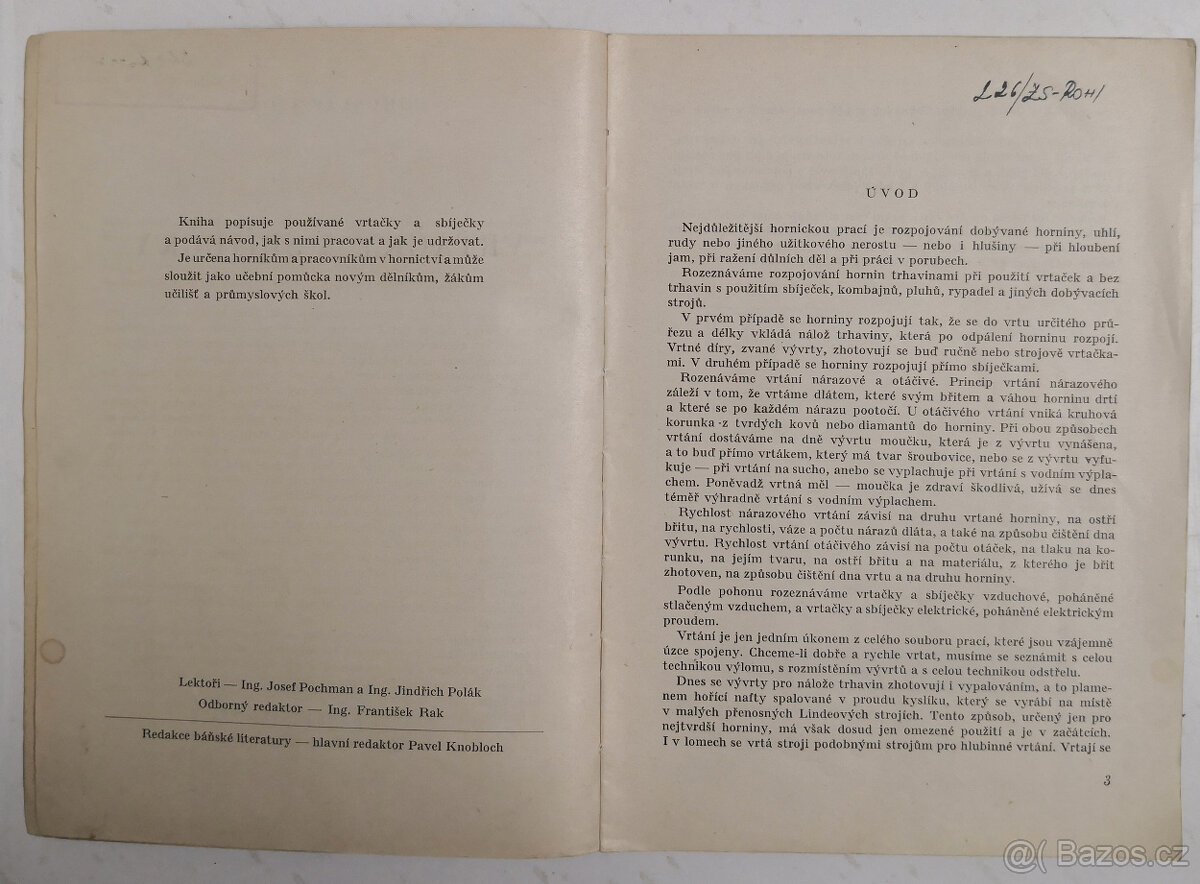 Kniha popisuje používané vrtačky a sbíječky
a podává návod, jak s nimi pracovat a jak je udržovat.
Je určena horníkům a pracovníkům v hornictví a může
sloužit jako učební pomůcka novým dělníkům, žákům
učilišť a průmyslových škol.
Lektoři — Ing. Josef Pochman a Ing. Jindřich Polák
Odborný redaktor — Ing. František Rak
Redakce báňské literatury — hlavní redaktor Pavel Knobloch
226/ZS-ROH/
ÚVOD
Nejdůležitější hornickou prací je rozpojování dobývané horniny, uhlí,
rudy nebo jiného užitkového nerostu — nebo i hlušiny — při hloubení
jam, při ražení důlních děl a při práci v porubech.
Rozeznáváme rozpojování hornin trhavinami při použití vrtaček a bez
trhavin s použitím sbíječek, kombajnů, pluhů, rypadel a jiných dobývacích
strojů.
V prvém případě se horniny rozpojují tak, že se do vrtu určitého prů-
řezu a délky vkládá nálož trhaviny, která po odpálení horninu rozpojí.
Vrtné díry, zvané vývrty, zhotovují se buď ručně nebo strojově vrtačka-
mi. V druhém případě se horniny rozpojují přímo sbíječkami.
Rozenáváme vrtání nárazové a otáčivé. Princip vrtání nárazového
záleží v tom, že vrtáme dlátem, které svým břitem a váhou horninu drtí
a které se po každém nárazu pootočí. U otáčivého vrtání vniká kruhová
korunka z tvrdých kovů nebo diamantů do horniny. Při obou způsobech
vrtání dostáváme na dně vývrtu moučku, která je z vývrtu vynášena,
a to buď přímo vrtákem, který má tvar šroubovice, nebo se z vývrtu vyfu-
kuje — při vrtání na sucho, anebo se vyplachuje při vrtání s vodním výpla-
chem. Poněvadž vrtná měl — moučka je zdraví škodlivá, užívá se dnes
téměř výhradně vrtání s vodním výplachem.
Rychlost nárazového vrtání závisí na druhu vrtané horniny, na ostří
břitu, na rychlosti, váze a počtu nárazů dláta, a také na způsobu čištění dna
vývrtu. Rychlost vrtání otáčivého závisí na počtu otáček, na tlaku na ko-
runku, na jejím tvaru, na ostří břitu a na materiálu, z kterého je břit
zhotoven, na způsobu čištění dna vrtu a na druhu horniny.
Podle pohonu rozeznáváme vrtačky a sbíječky vzduchové, poháněné
stlačeným vzduchem, a vrtačky a sbíječky elektrické, poháněné elektrickým
proudem.
Vrtání je jen jedním úkonem z celého souboru prací, které jsou vzájemně
úzce spojeny. Chceme-li dobře a rychle vrtat, musíme se seznámit s celou
technikou výlomu, s rozmístěním vývrtů a s celou technikou odstřelu.
Dnes se vývrty pro nálože trhavin zhotovují i vypalováním, a to plame-
nem hořící nafty spalované v proudu kyslíku, který se vyrábí na místě
v malých přenosných Lindeových strojích. Tento způsob, určený jen pro
nejtvrdší horniny, má však dosud jen omezené použití a je v začátcích.
I v lomech se vrtá stroji podobnými strojům pro hlubinné vrtání. Vrtají se
3
@( Bazos.cz